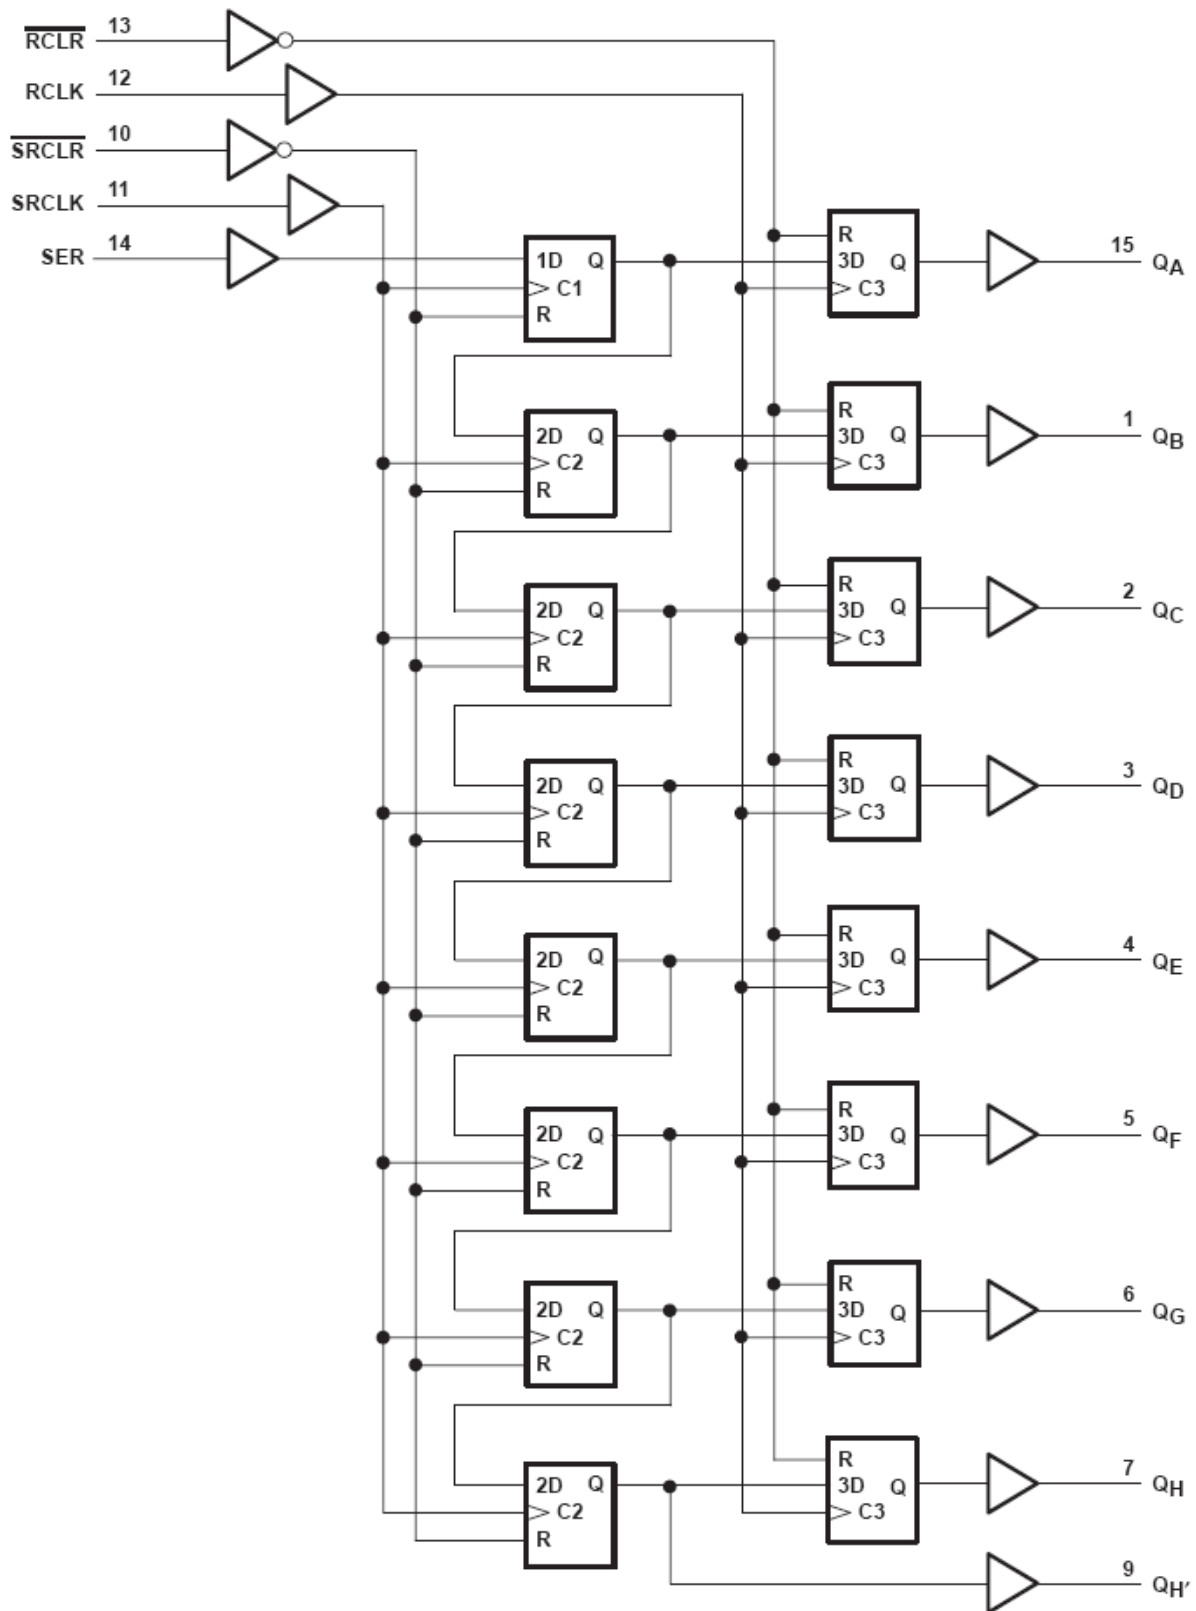 R̅C̅L̅R̅ 13
RCLK 12
S̅R̅C̅L̅R̅ 10
SRCLK 11
SER 14
1D Q
C1
R
R
3D Q
C3
15 QA
2D Q
C2
R
R
3D Q
C3
1 QB
2D Q
C2
R
R
3D Q
C3
2 QC
2D Q
C2
R
R
3D Q
C3
3 QD
2D Q
C2
R
R
3D Q
C3
4 QE
2D Q
C2
R
R
3D Q
C3
5 QF
2D Q
C2
R
R
3D Q
C3
6 QG
2D Q
C2
R
R
3D Q
C3
7 QH
9 QH′